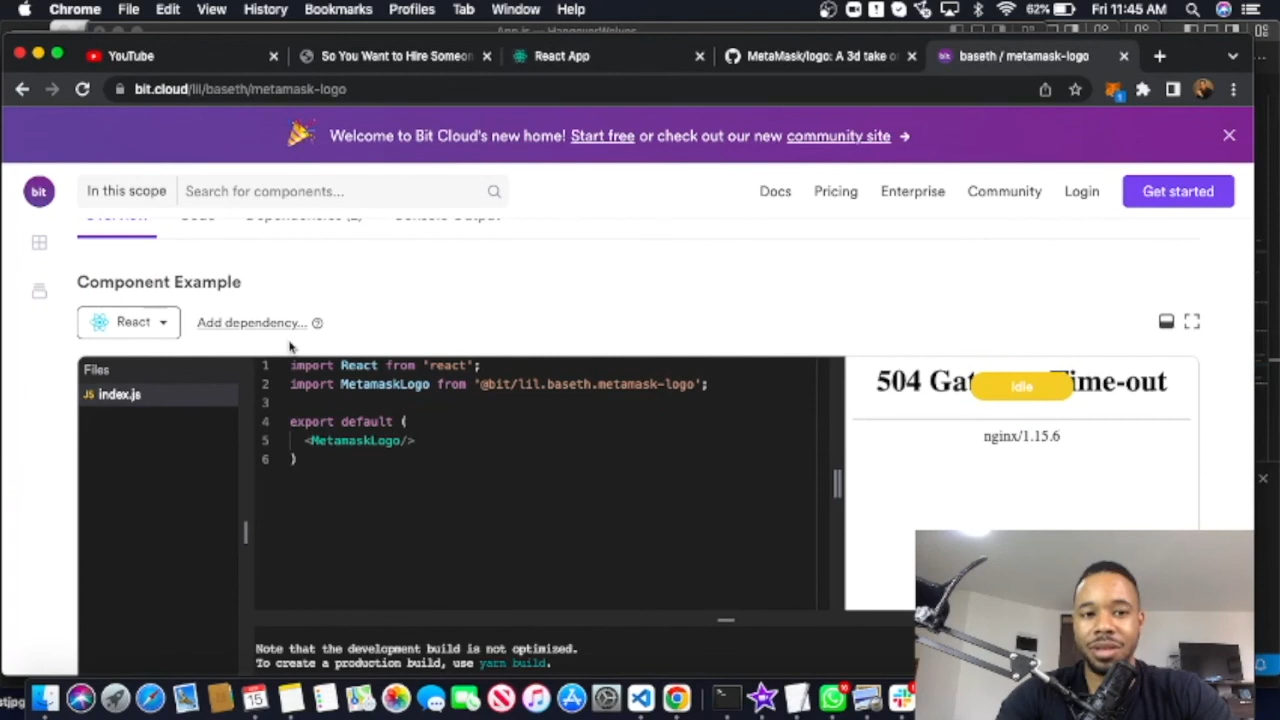 Chrome File Edit View History Bookmarks Profiles Tab Window Help
62% Fri 11:45 AM
YouTube
So You Want to Hire Someon
React App
MetaMask/logo: A 3d take o
baseth / metamask-logo
bit.cloud/lil/baseth/metamask-logo
Welcome to Bit Cloud's new home! Start free or check out our new community site →
bit
In this scope
Search for components...
Docs
Pricing
Enterprise
Community
Login
Get started
Component Example
React
Add dependency...
Files
JS index.js
1 import React from 'react';
2 import MetamaskLogo from '@bit/lil.baseth.metamask-logo';
3
4 export default (
5 <MetamaskLogo/>
6 )
504 Gat
Idle
ime-out
nginx/1.15.6
Note that the development build is not optimized.
To create a production build, use yarn build.
15